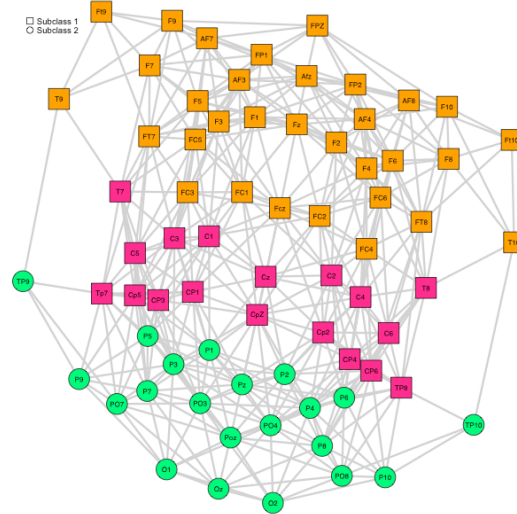 Ft9
F9
FPZ
Subclass 1
Subclass 2
AF7
FP1
F7
AF3
Afz
FP2
T9
F5
AF8
F10
F3
F1
Fz
AF4
FT7
FC5
F2
Ft10
F6
F8
F4
T7
FC3
FC1
FC6
Fcz
FC2
FT8
C3
C1
FC4
T10
C5
Cz
C2
TP9
T8
Tp7
Cp5
CP3
CP1
C4
CpZ
P5
Cp2
C6
P1
P3
CP4
CP6
P9
P2
Pz
TP8
P7
PO7
PO3
P6
P4
PO4
TP10
Poz
P8
O1
PO8
P10
Oz
O2